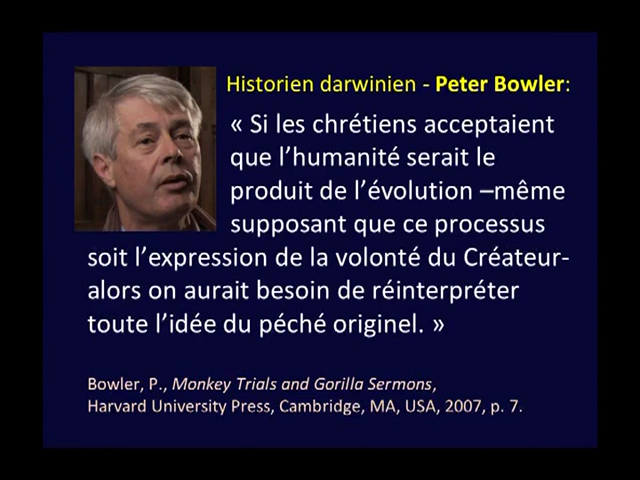 Historien darwinien - Peter Bowler:
« Si les chrétiens acceptaient
que l’humanité serait le
produit de l’évolution –même
supposant que ce processus
soit l’expression de la volonté du Créateur-
alors on aurait besoin de réinterpréter
toute l’idée du péché originel. »
Bowler, P., Monkey Trials and Gorilla Sermons,
Harvard University Press, Cambridge, MA, USA, 2007, p. 7.